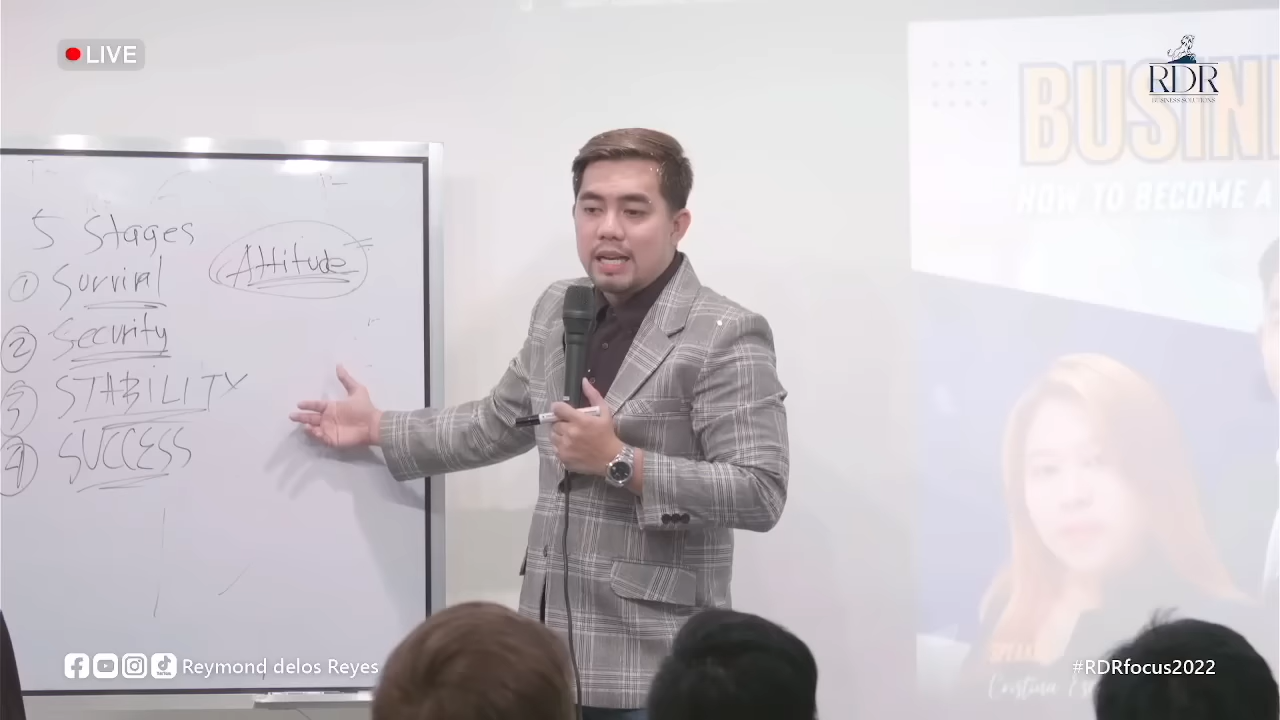 LIVE
RDR
BUSINESS SOLUTIONS
BUSIN
HOW TO BECOME A
5 Stages
Attitude
① Survival
② Security
③ STABILITY
④ SUCCESS
Reymond delos Reyes
#RDRfocus2022